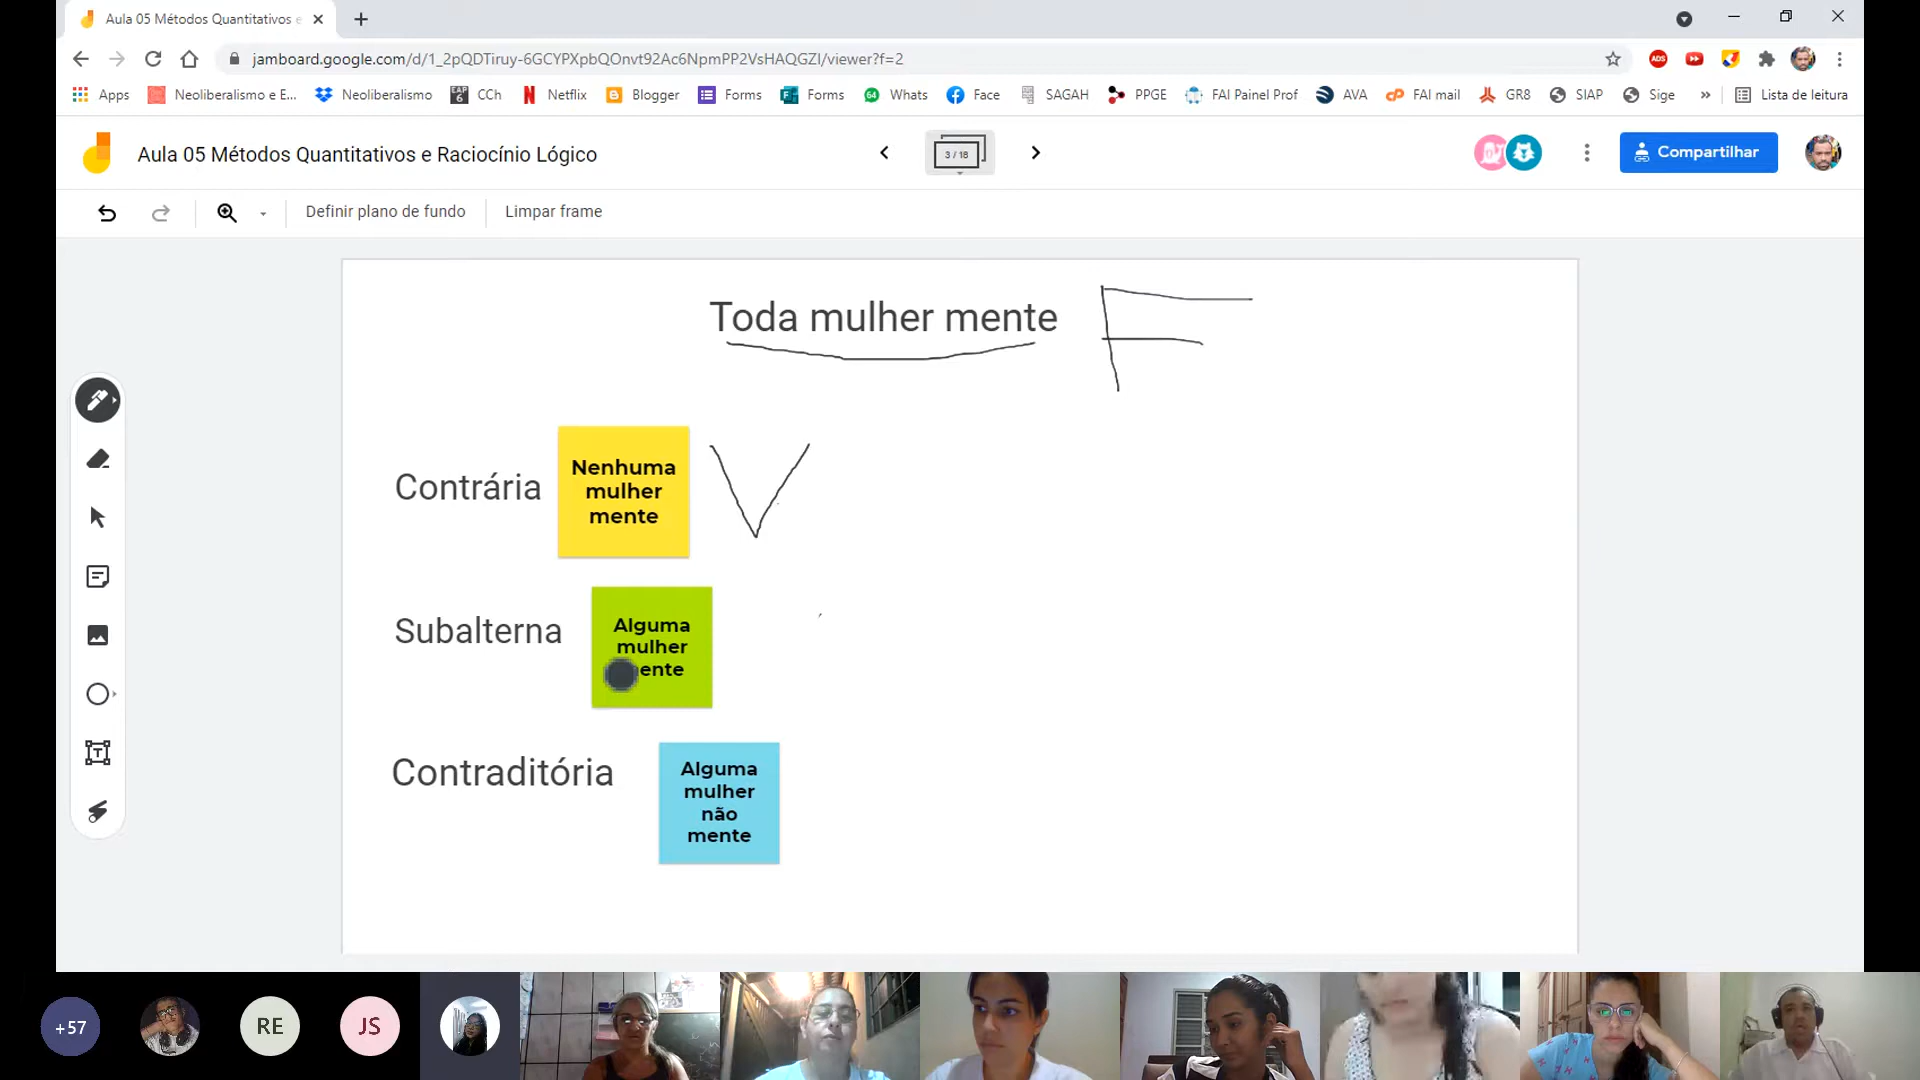 Aula 05 Métodos Quantitativos e
jamboard.google.com/d/1_2pQDTiruy-6GCYPXpbQOnvt92Ac6NpmPP2VsHAQGZI/viewer?f=2
Apps Neoliberalismo e E... Neoliberalismo CCh Netflix Blogger Forms Forms Whats Face SAGAH PPGE FAI Painel Prof AVA FAI mail GR8 SIAP Sige » Lista de leitura
Aula 05 Métodos Quantitativos e Raciocínio Lógico
3 / 18
Compartilhar
Definir plano de fundo
Limpar frame
Toda mulher mente F
Contrária
Nenhuma
mulher
mente
V
Subalterna
Alguma
mulher
ente
Contraditória
Alguma
mulher
não
mente
+57
RE
JS